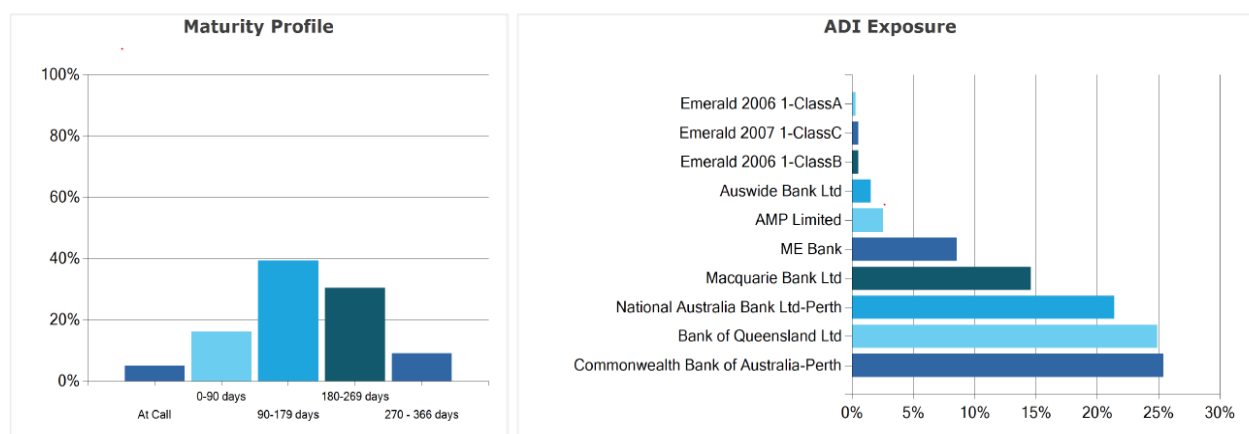 Maturity Profile
100%
80%
60%
40%
20%
0%
At Call
0-90 days
90-179 days
180-269 days
270 - 366 days
ADI Exposure
Emerald 2006 1-ClassA
Emerald 2007 1-ClassC
Emerald 2006 1-ClassB
Auswide Bank Ltd
AMP Limited
ME Bank
Macquarie Bank Ltd
National Australia Bank Ltd-Perth
Bank of Queensland Ltd
Commonwealth Bank of Australia-Perth
0% 5% 10% 15% 20% 25% 30%